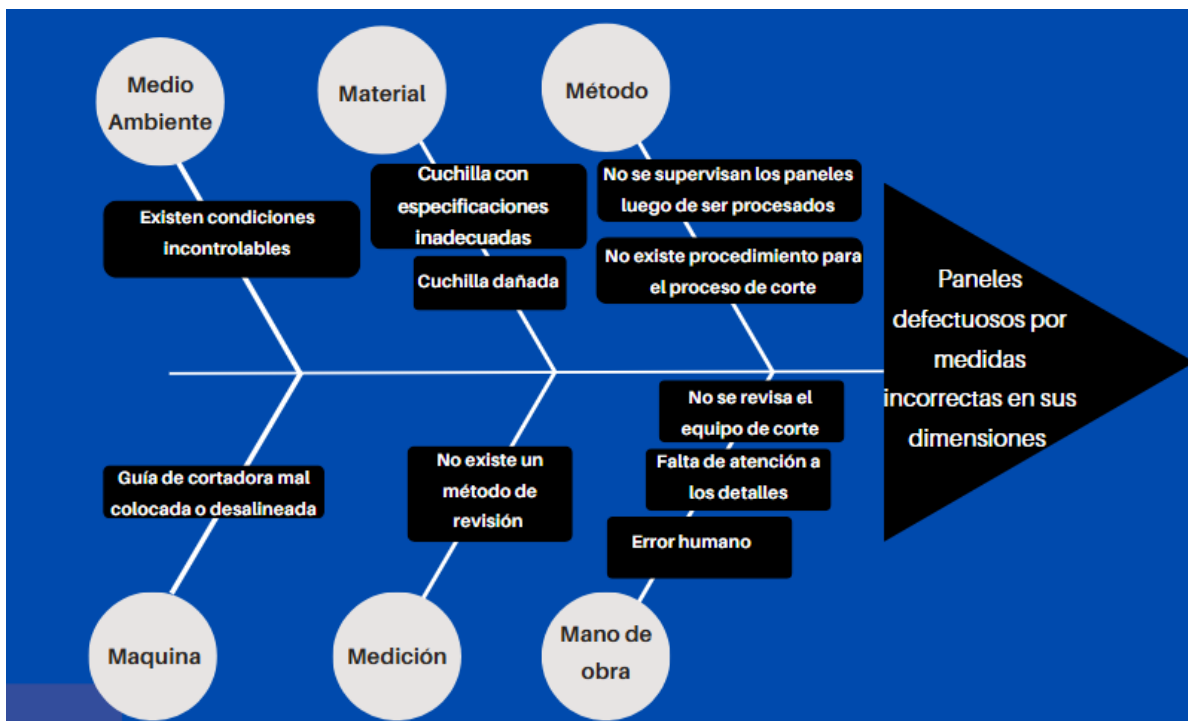 Medio
Ambiente
Material
Método
Existen condiciones
incontrolables
Cuchilla con
especificaciones
inadecuadas
Cuchilla dañada
No se supervisan los paneles
luego de ser procesados
No existe procedimiento para
el proceso de corte
Paneles
defectuosos por
medidas
incorrectas en sus
dimensiones
Guía de cortadora mal
colocada o desalineada
No existe un
método de
revisión
No se revisa el
equipo de corte
Falta de atención a
los detalles
Error humano
Maquina
Medición
Mano de
obra